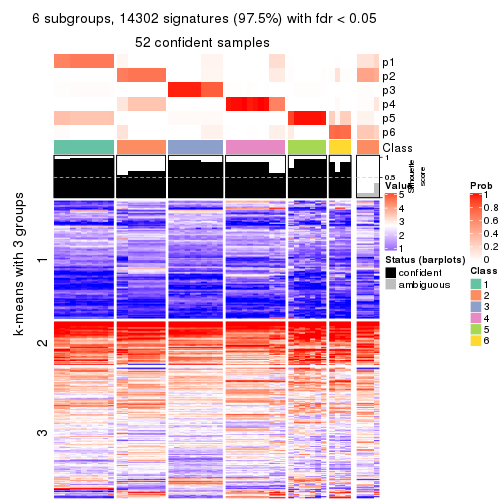 6 subgroups, 14302 signatures (97.5%) with fdr < 0.05
52 confident samples
p1
p2
p3
p4
p5
p6
Class
1
0.5
0
Silhouette
score
k-means with 3 groups
1
2
3
Value
5
4
3
2
1
Status (barplots)
confident
ambiguous
Prob
1
0.8
0.6
0.4
0.2
0
Class
1
2
3
4
5
6